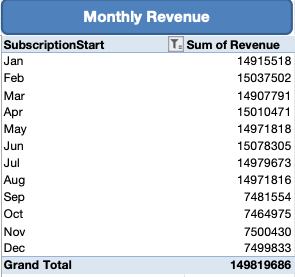 Monthly Revenue
SubscriptionStart Sum of Revenue
Jan 14915518
Feb 15037502
Mar 14907791
Apr 15010471
May 14971818
Jun 15078305
Jul 14979673
Aug 14971816
Sep 7481554
Oct 7464975
Nov 7500430
Dec 7499833
Grand Total 149819686